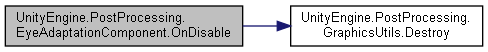 UnityEngine.PostProcessing.
EyeAdaptationComponent.OnDisable
UnityEngine.PostProcessing.
GraphicsUtils.Destroy